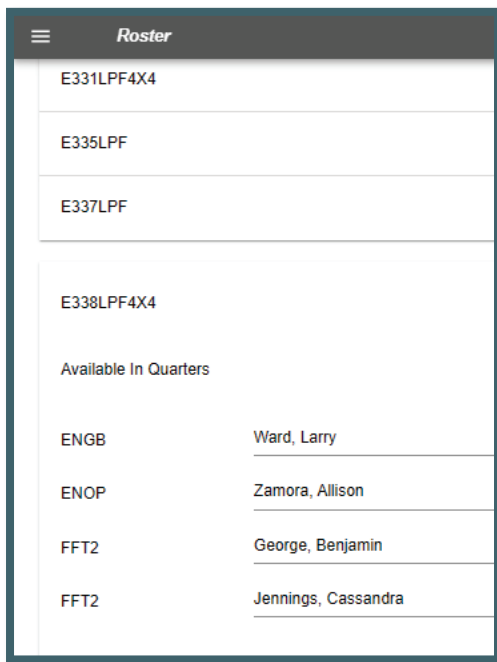 Roster
E331LPF4X4
E335LPF
E337LPF
E338LPF4X4
Available In Quarters
ENGB Ward, Larry
ENOP Zamora, Allison
FFT2 George, Benjamin
FFT2 Jennings, Cassandra